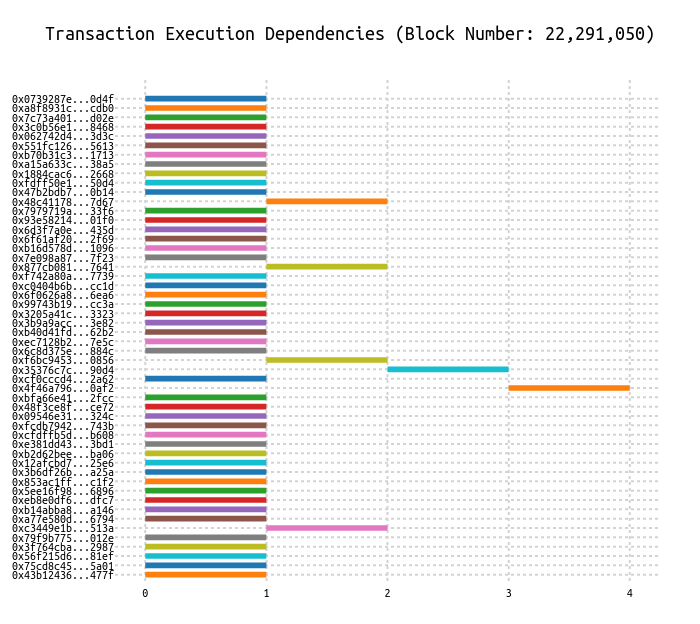 Transaction Execution Dependencies (Block Number: 22,291,050)
0x0739287e...0d4f
0xa8f8931c...cdb0
0x7c73a401...d02e
0x3c0b56e1...8468
0x062742d4...3d3c
0x551fc126...5613
0xb70b31c3...1713
0xa15a633c...38a5
0x1884cac6...2668
0xfdff50e1...50d4
0x47b2bdb7...0b14
0x48c41178...7d67
0x7979719a...33f6
0x93e58214...01f0
0x6d3f7a0e...435d
0x6f61af20...2f69
0xb16d578d...1096
0x7e098a87...7f23
0x877cb081...7641
0xf742a80a...7739
0xc0404b6b...cc1d
0x6f0626a8...6ea6
0x99743b19...cc3a
0x3205a41c...3323
0x3b9a9acc...3e82
0xb40d41fd...62b2
0xec7128b2...7e5c
0x6c8d375e...884c
0xf6bc9453...0856
0x35376c7c...90d4
0xcf0cccd4...2a62
0x4f46a796...0af2
0xbfa66e41...2fcc
0x48f3ce8f...ce72
0x09546e31...324c
0xfcdb7942...743b
0xcfdffb5d...b608
0xe381dd43...3bd1
0xb2d62bee...ba06
0x12afcbd7...25e6
0x3b6df26b...a25a
0x853ac1ff...c1f2
0x5ee16f98...6896
0xeb8e0df6...dfc7
0xb14abba8...a146
0xa77e580d...6794
0xc3449e1b...513a
0x79f9b775...012e
0x3f764cba...2987
0x56f215d6...81ef
0x75cd8c45...5a01
0x43b12436...477f
0 1 2 3 4